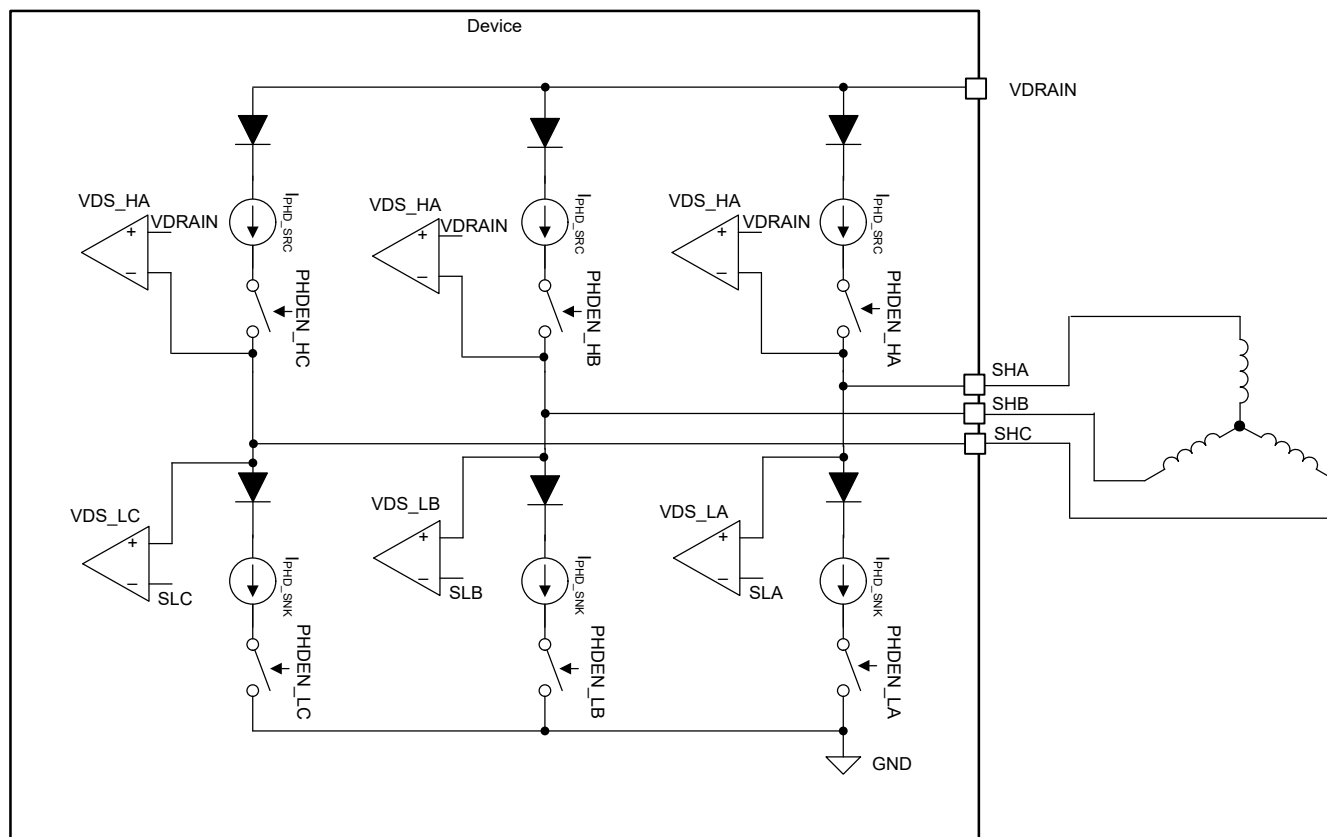 Device
VDRAIN
VDS_HA
VDRAIN
IPHD_SRC
PHDEN_HC
VDS_HA
VDRAIN
IPHD_SRC
PHDEN_HB
VDS_HA
VDRAIN
IPHD_SRC
PHDEN_HA
SHA
SHB
SHC
VDS_LC
SLC
IPHD_SNK
PHDEN_LC
VDS_LB
SLB
IPHD_SNK
PHDEN_LB
VDS_LA
SLA
IPHD_SNK
PHDEN_LA
GND